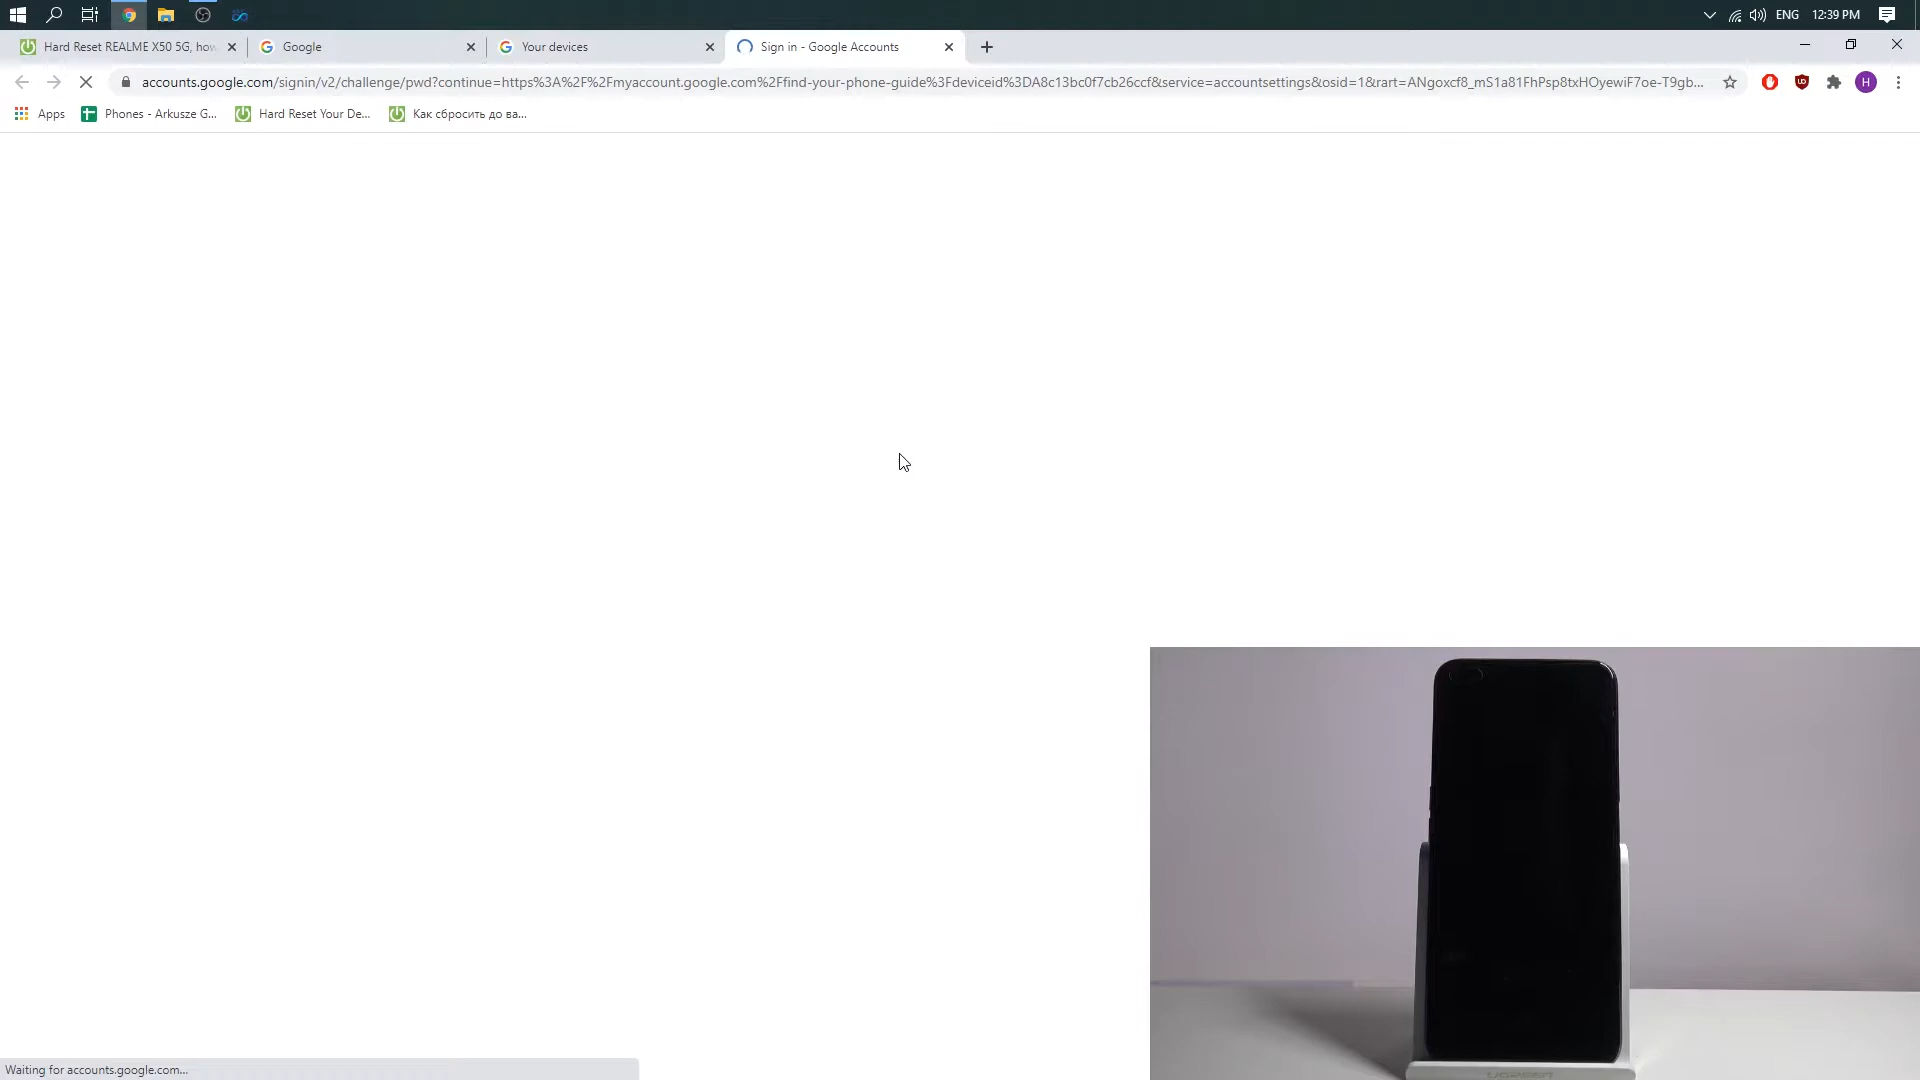 ENG 12:39 PM
Hard Reset REALME X50 5G, how
Google
Your devices
Sign in - Google Accounts
accounts.google.com/signin/v2/challenge/pwd?continue=https%3A%2F%2Fmyaccount.google.com%2Ffind-your-phone-guide%3Fdeviceid%3DA8c13bc0f7cb26ccf&service=accountsettings&osid=1&rart=ANgoxcf8_mS1a81FhPsp8txHOyewiF7oe-T9gb...
H
Apps
Phones - Arkusze G...
Hard Reset Your De...
Как сбросить до ва...
UGREEN
Waiting for accounts.google.com...